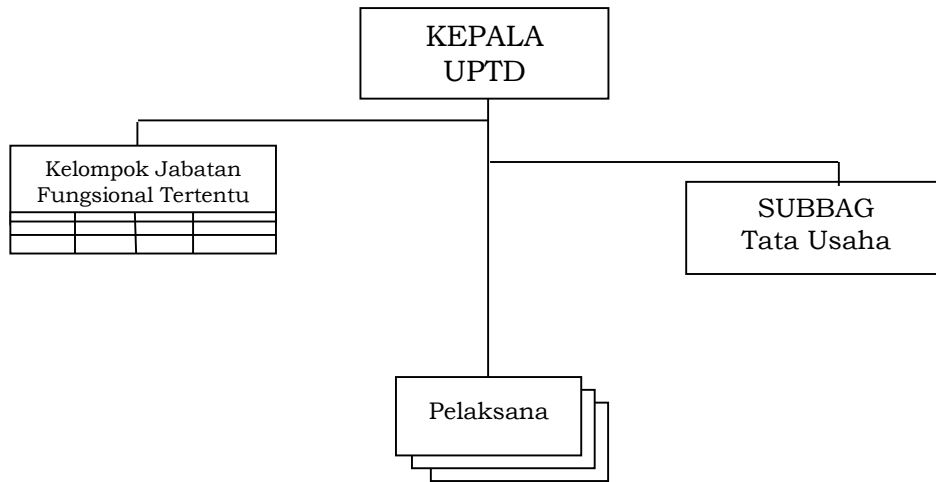 KEPALA
UPTD
Kelompok Jabatan
Fungsional Tertentu
SUBBAG
Tata Usaha
Pelaksana